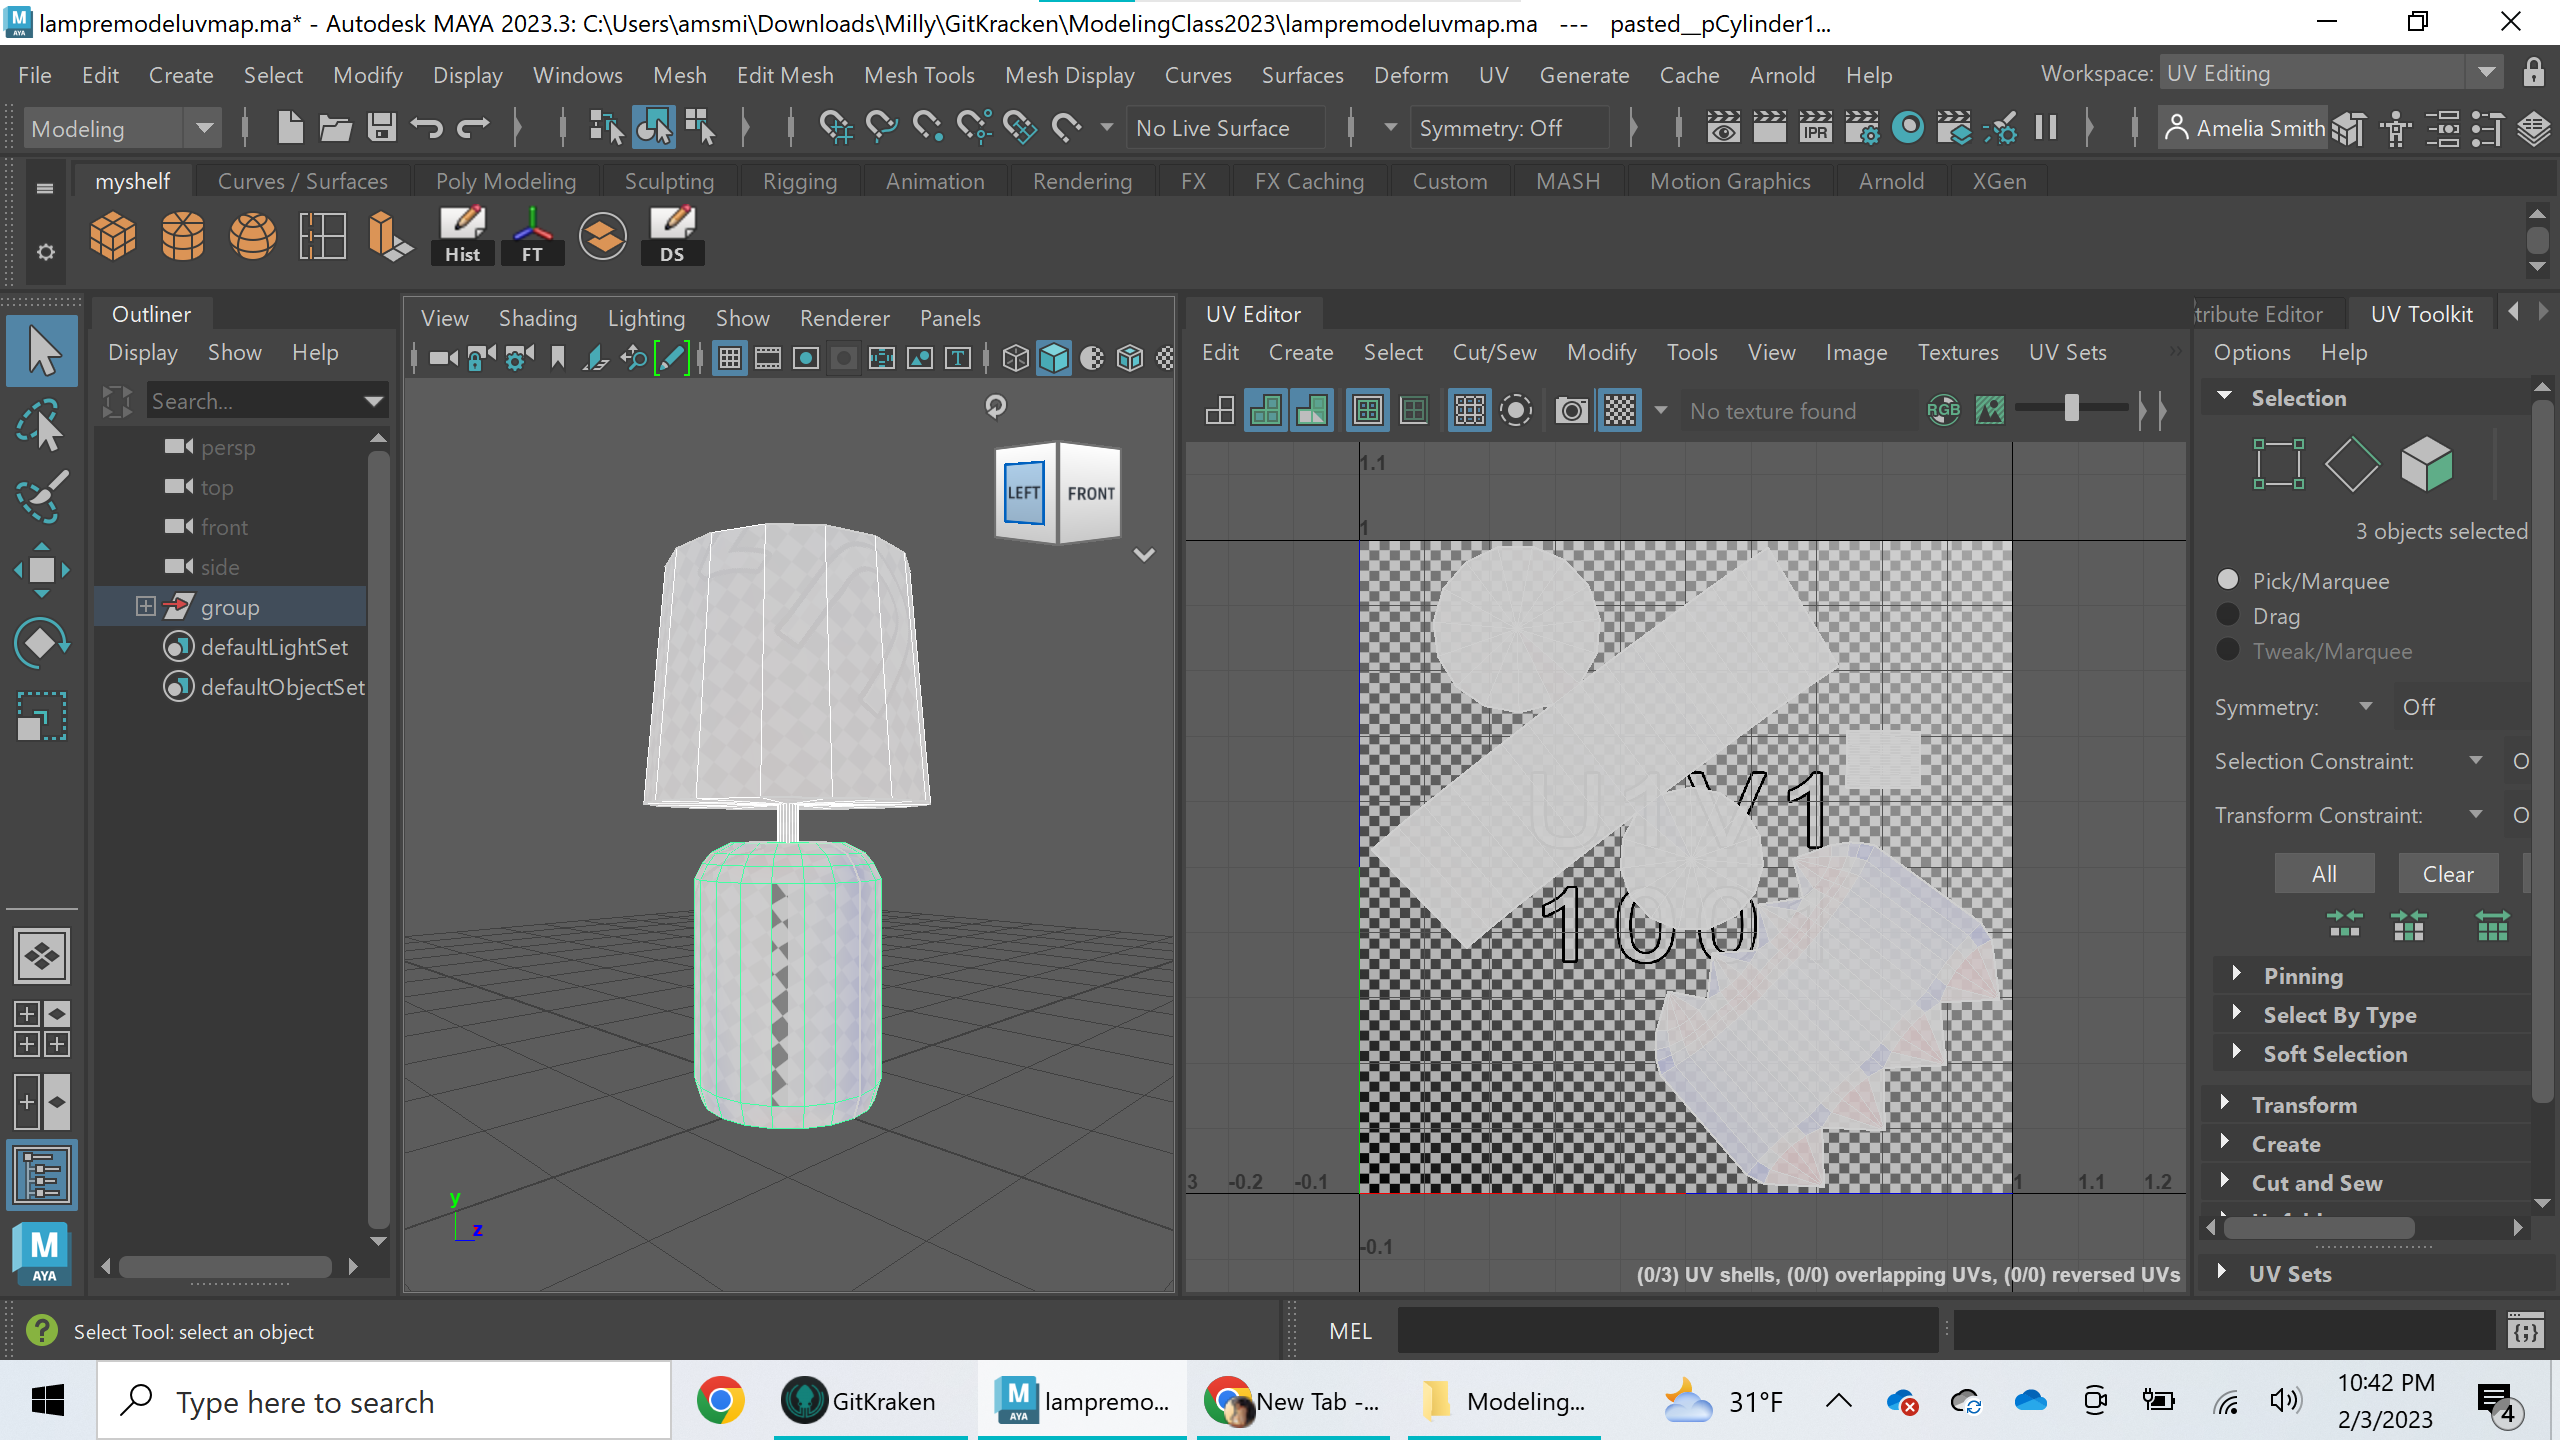 lampremodeluvmap.ma* - Autodesk MAYA 2023.3: C:\Users\amsmi\Downloads\Milly\GitKracken\ModelingClass2023\lampremodeluvmap.ma --- pasted__pCylinder1...
File Edit Create Select Modify Display Windows Mesh Edit Mesh Mesh Tools Mesh Display Curves Surfaces Deform UV Generate Cache Arnold Help Workspace: UV Editing
Modeling No Live Surface Symmetry: Off IPR Amelia Smith
myshelf Curves / Surfaces Poly Modeling Sculpting Rigging Animation Rendering FX FX Caching Custom MASH Motion Graphics Arnold XGen
Hist FT DS
Outliner
Display Show Help
Search...
persp
top
front
side
group
defaultLightSet
defaultObjectSet
View Shading Lighting Show Renderer Panels
LEFT FRONT
y
z
UV Editor
Edit Create Select Cut/Sew Modify Tools View Image Textures UV Sets
No texture found RGB
1.1
1
U1V1
1001
3 -0.2 -0.1 1 1.1 1.2
-0.1
(0/3) UV shells, (0/0) overlapping UVs, (0/0) reversed UVs
tribute Editor UV Toolkit
Options Help
Selection
3 objects selected
Pick/Marquee
Drag
Tweak/Marquee
Symmetry: Off
Selection Constraint: O
Transform Constraint: O
All Clear
Pinning
Select By Type
Soft Selection
Transform
Create
Cut and Sew
UV Sets
M
AYA
Select Tool: select an object
MEL
Type here to search
GitKraken
lampremo...
New Tab -...
Modeling...
31°F
10:42 PM
2/3/2023
4